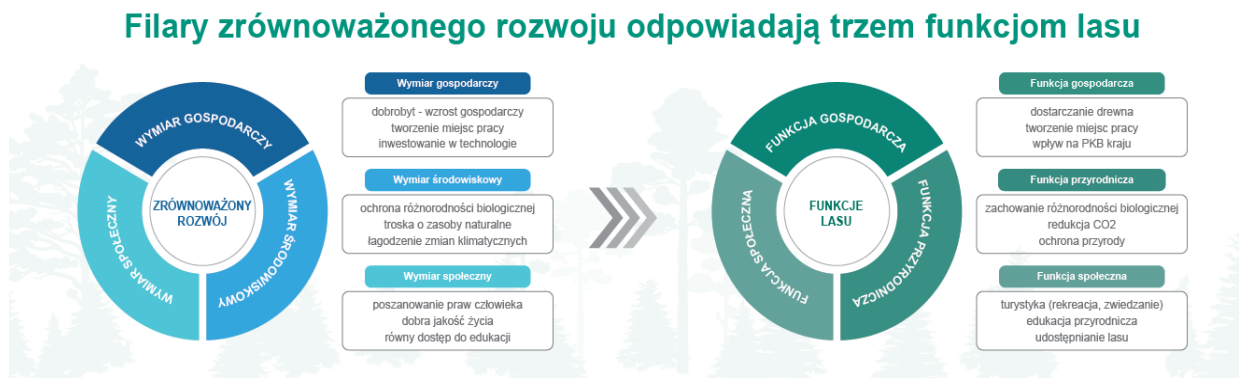 Filary zrównoważonego rozwoju odpowiadają trzem funkcjom lasu
WYMIAR GOSPODARCZY
WYMIAR ŚRODOWISKOWY
WYMIAR SPOŁECZNY
ZRÓWNOWAŻONY
ROZWÓJ
Wymiar gospodarczy
dobrobyt - wzrost gospodarczy
tworzenie miejsc pracy
inwestowanie w technologie
Wymiar środowiskowy
ochrona różnorodności biologicznej
troska o zasoby naturalne
łagodzenie zmian klimatycznych
Wymiar społeczny
poszanowanie praw człowieka
dobra jakość życia
równy dostęp do edukacji
FUNKCJA GOSPODARCZA
FUNKCJA PRZYRODNICZA
FUNKCJA SPOŁECZNA
FUNKCJE
LASU
Funkcja gospodarcza
dostarczanie drewna
tworzenie miejsc pracy
wpływ na PKB kraju
Funkcja przyrodnicza
zachowanie różnorodności biologicznej
redukcja CO2
ochrona przyrody
Funkcja społeczna
turystyka (rekreacja, zwiedzanie)
edukacja przyrodnicza
udostępnianie lasu